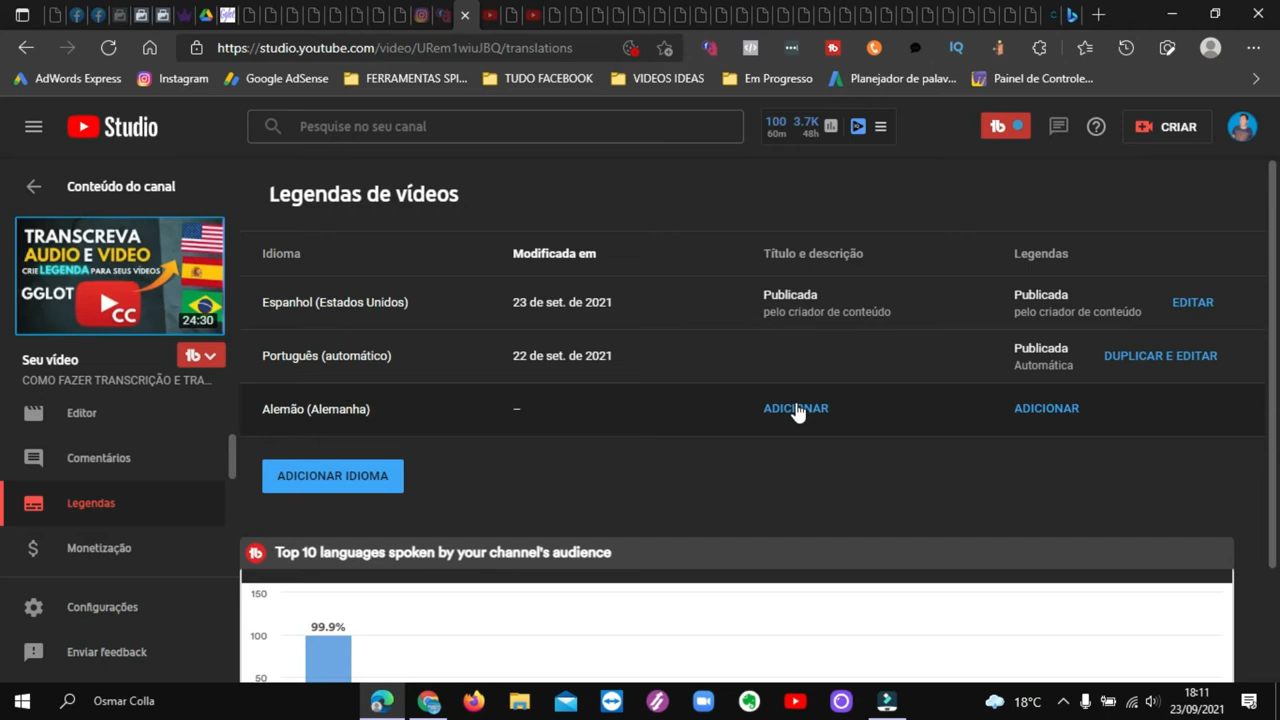 https://studio.youtube.com/video/URem1wiuJBQ/translations
AdWords Express
Instagram
Google AdSense
FERRAMENTAS SPI...
TUDO FACEBOOK
VIDEOS IDEAS
Em Progresso
Planejador de palav...
Painel de Controle...
Studio
Pesquise no seu canal
100 3.7K
60m 48h
CRIAR
Conteúdo do canal
TRANSCREVA
AUDIO E VIDEO
CRIE LEGENDA PARA SEUS VÍDEOS
GGLOT
CC
24:30
Seu vídeo
COMO FAZER TRANSCRIÇÃO E TRA...
Editor
Comentários
Legendas
Monetização
Configurações
Enviar feedback
Legendas de vídeos
Idioma Modificada em Título e descrição Legendas
Espanhol (Estados Unidos) 23 de set. de 2021 Publicada pelo criador de conteúdo Publicada pelo criador de conteúdo EDITAR
Português (automático) 22 de set. de 2021 Publicada Automática DUPLICAR E EDITAR
Alemão (Alemanha) – ADICIONAR ADICIONAR
ADICIONAR IDIOMA
Top 10 languages spoken by your channel's audience
150
99.9%
100
50
Osmar Colla
18°C
18:11
23/09/2021